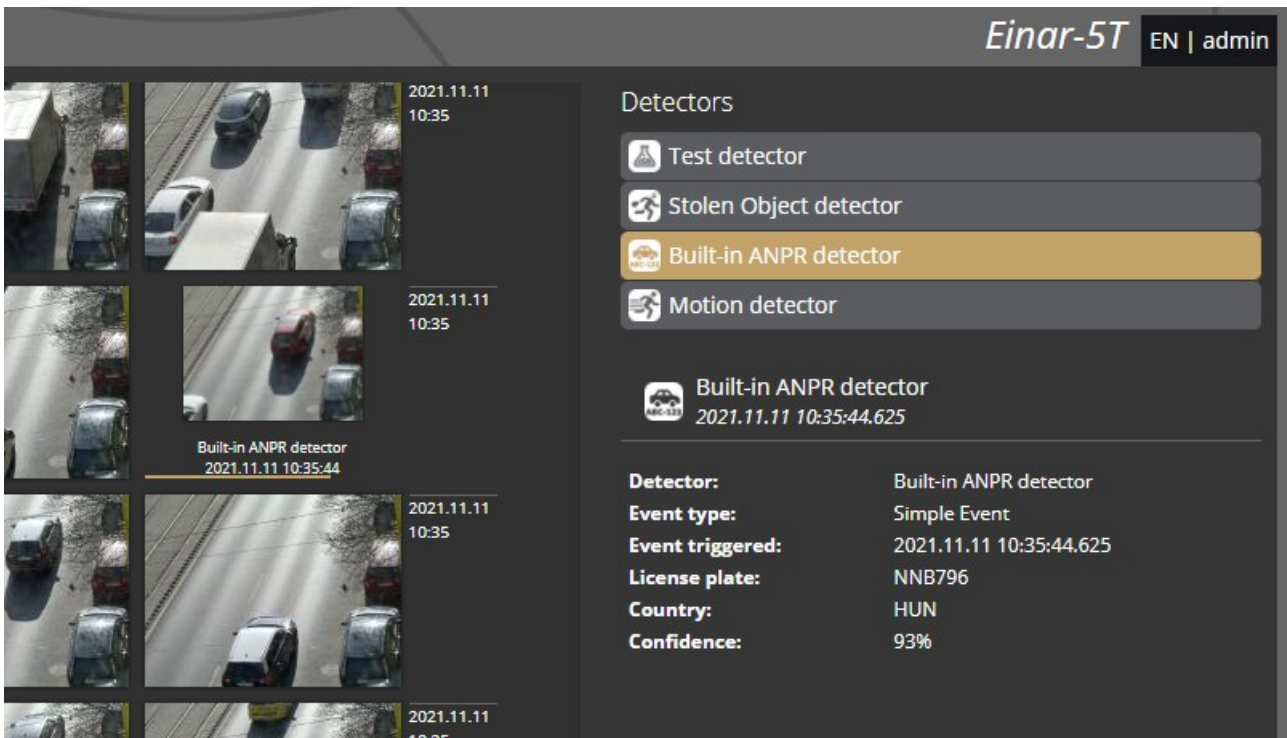 Einar-5T
EN | admin
2021.11.11
10:35
2021.11.11
10:35
Built-in ANPR detector
2021.11.11 10:35:44
2021.11.11
10:35
2021.11.11
Detectors
Test detector
Stolen Object detector
ABC-123 Built-in ANPR detector
Motion detector
ABC-123
Built-in ANPR detector
2021.11.11 10:35:44.625
Detector: Built-in ANPR detector
Event type: Simple Event
Event triggered: 2021.11.11 10:35:44.625
License plate: NNB796
Country: HUN
Confidence: 93%